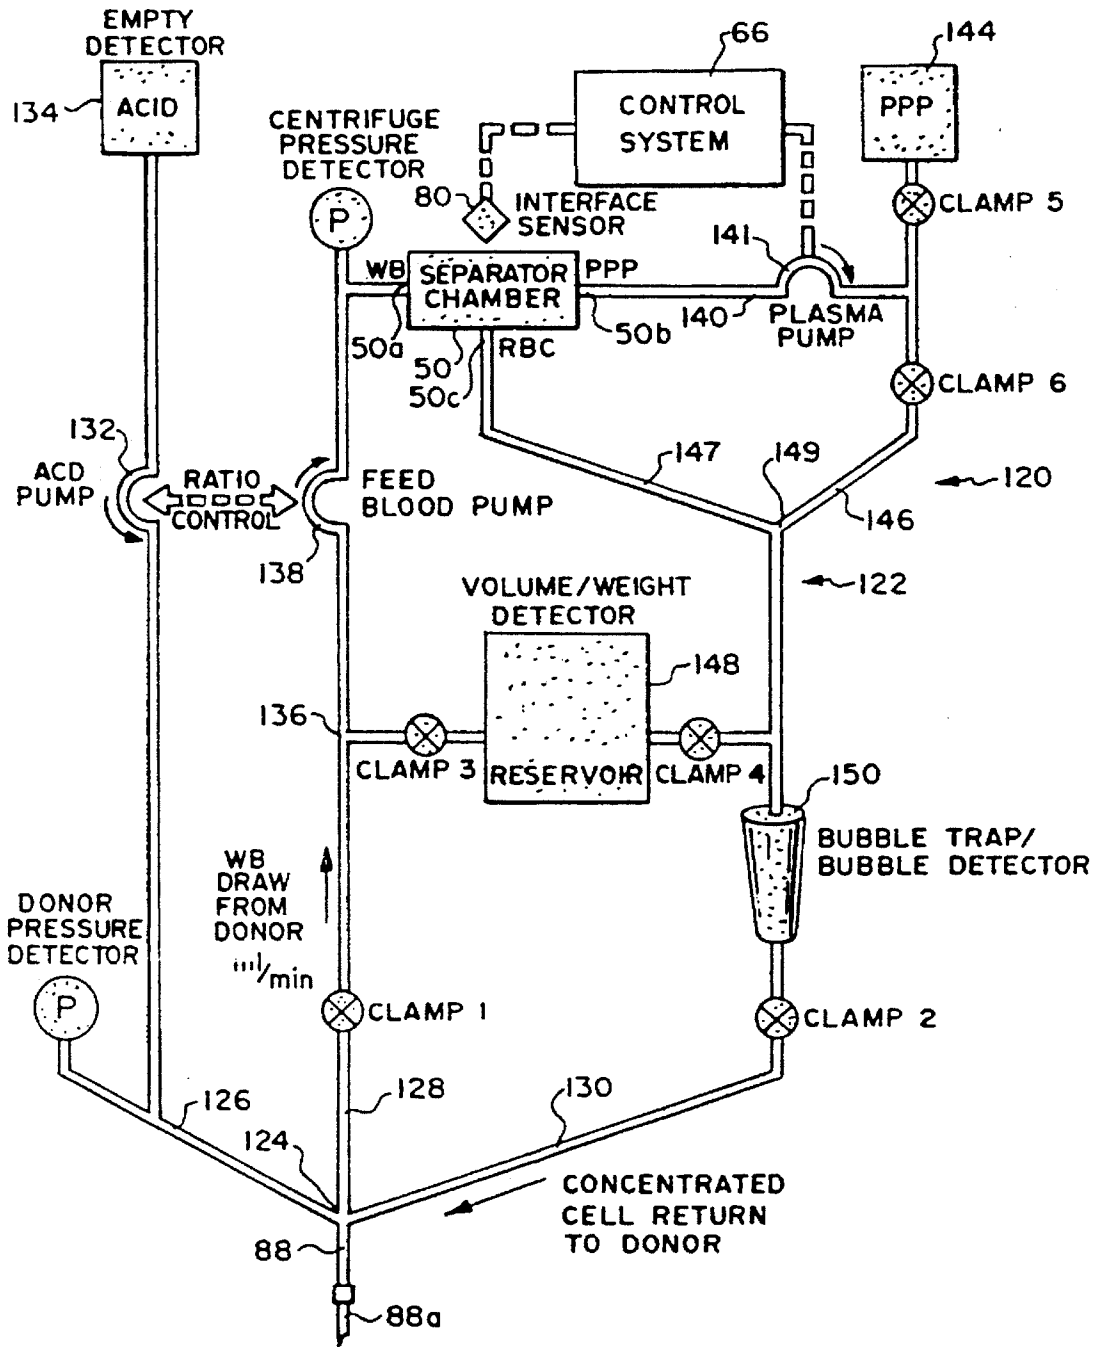 EMPTY
DETECTOR
ACID
134
66
144
CONTROL
SYSTEM
PPP
CENTRIFUGE
PRESSURE
DETECTOR
P
80
INTERFACE
SENSOR
CLAMP 5
WB
SEPARATOR
CHAMBER
PPP
141
140
PLASMA
PUMP
50a
50
50c
RBC
50b
CLAMP 6
132
ACD
PUMP
RATIO
CONTROL
FEED
BLOOD PUMP
138
147
149
146
120
122
VOLUME/WEIGHT
DETECTOR
148
136
CLAMP 3
RESERVOIR
CLAMP 4
150
BUBBLE TRAP/
BUBBLE DETECTOR
WB
DRAW
FROM
DONOR
ml/min
DONOR
PRESSURE
DETECTOR
P
CLAMP 1
CLAMP 2
126
128
130
124
CONCENTRATED
CELL RETURN
TO DONOR
88
88a